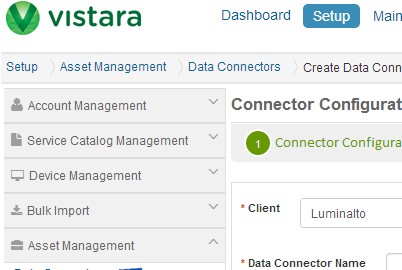 vistara
Dashboard Setup
Setup Asset Management Data Connectors Create Data Conn
Account Management
Service Catalog Management
Device Management
Bulk Import
Asset Management
Connector Configurat
1 Connector Configura
* Client Luminalto
* Data Connector Name